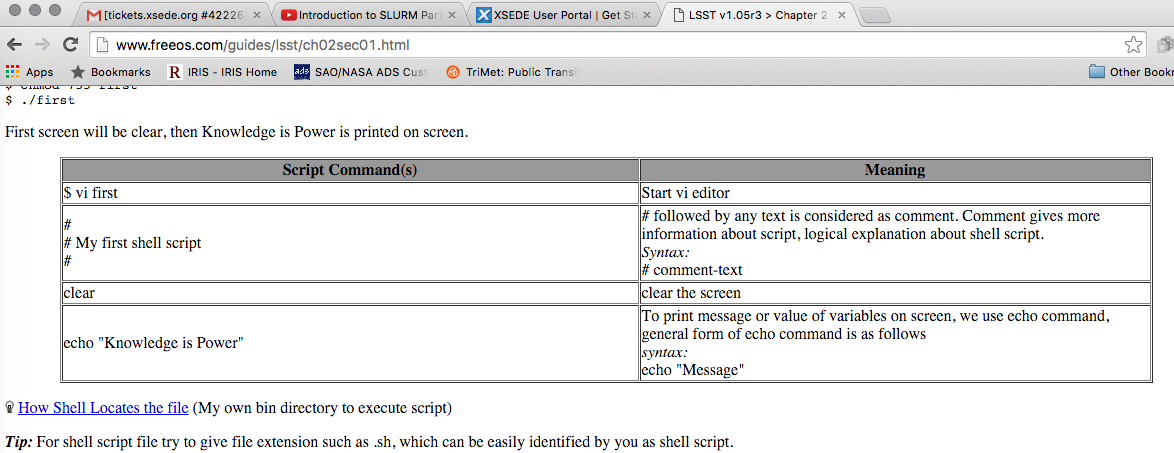 [tickets.xsede.org #42226
Introduction to SLURM Par
XSEDE User Portal | Get St
LSST v1.05r3 > Chapter 2
www.freeos.com/guides/lsst/ch02sec01.html
Apps
Bookmarks
R IRIS - IRIS Home
ads SAO/NASA ADS Cust
TriMet: Public Transi
Other Bookm
$ chmod 755 first
$ ./first
First screen will be clear, then Knowledge is Power is printed on screen.
Script Command(s)
Meaning
$ vi first
Start vi editor
#
# My first shell script
#
# followed by any text is considered as comment. Comment gives more
information about script, logical explanation about shell script.
Syntax:
# comment-text
clear
clear the screen
echo "Knowledge is Power"
To print message or value of variables on screen, we use echo command,
general form of echo command is as follows
syntax:
echo "Message"
How Shell Locates the file (My own bin directory to execute script)
Tip: For shell script file try to give file extension such as .sh, which can be easily identified by you as shell script.